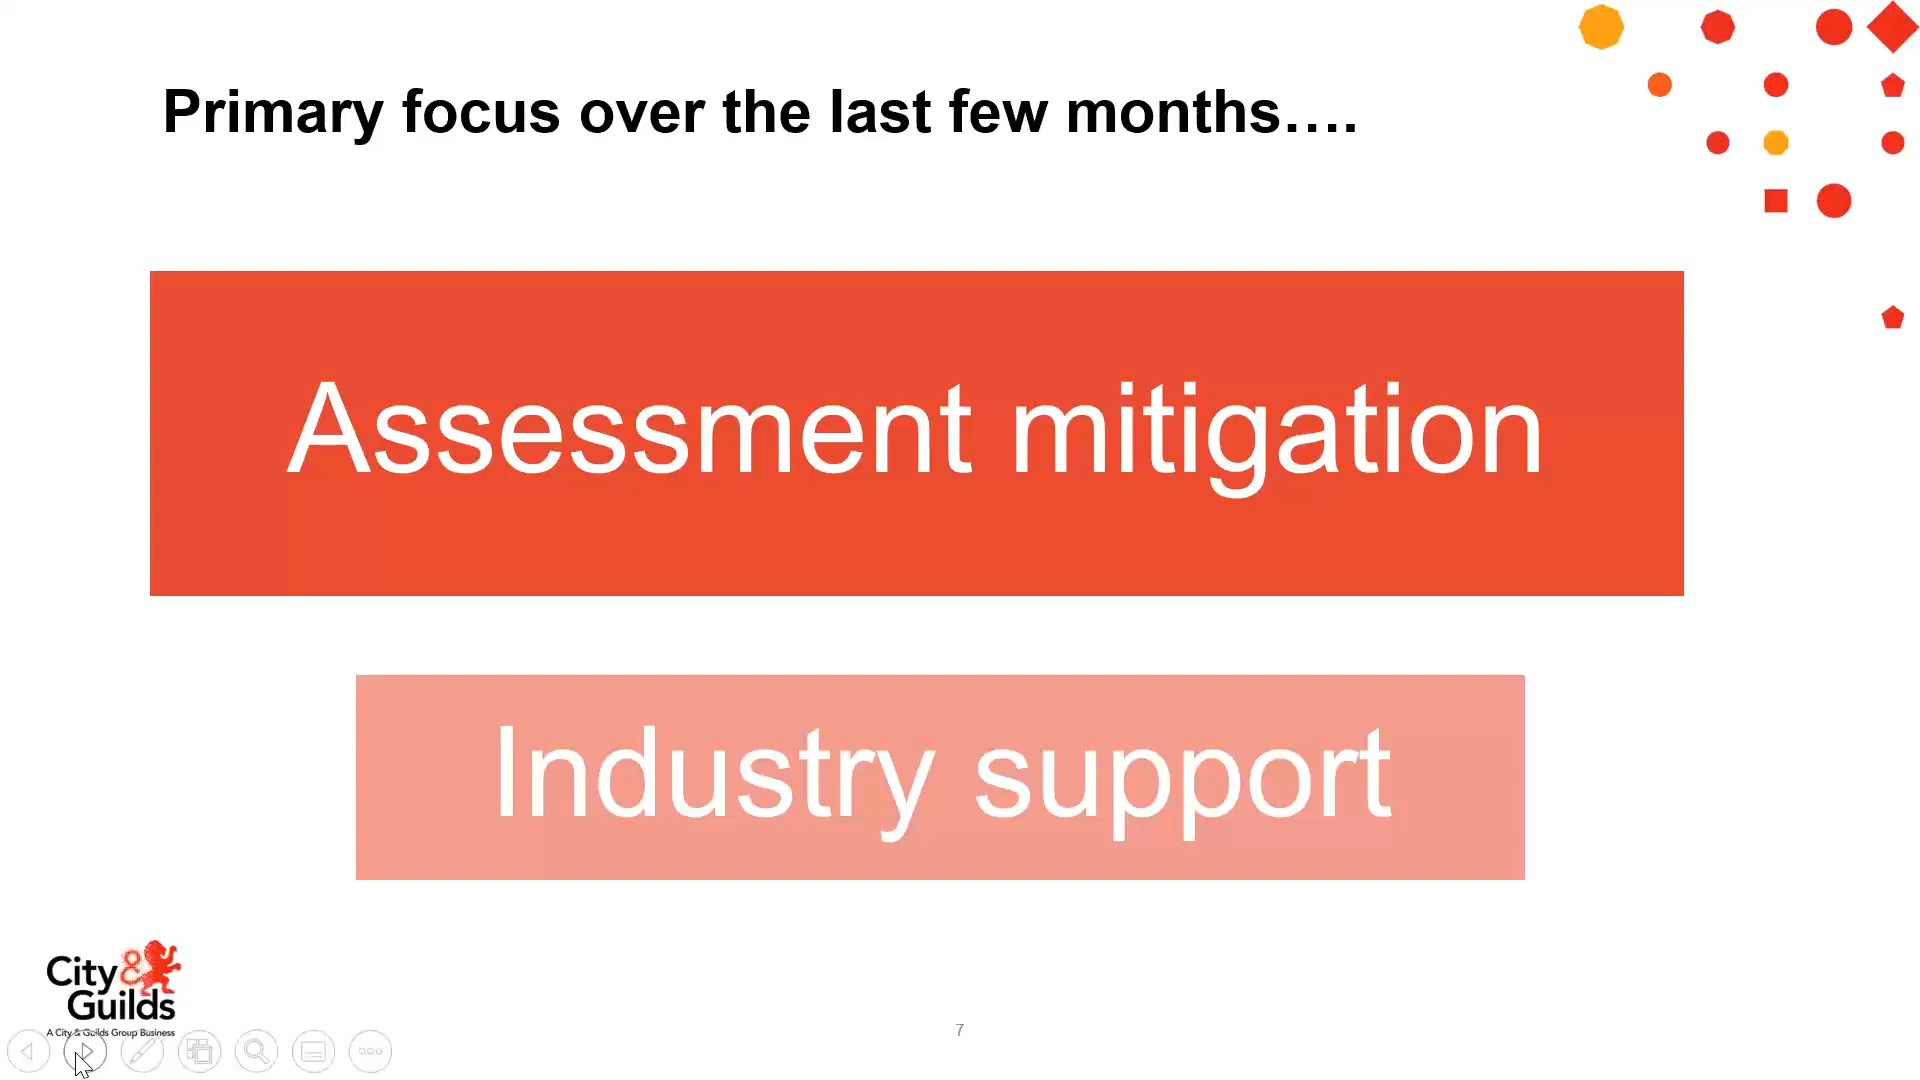 Primary focus over the last few months….
Assessment mitigation
Industry support
City &
Guilds
A City & Guilds Group Business
7